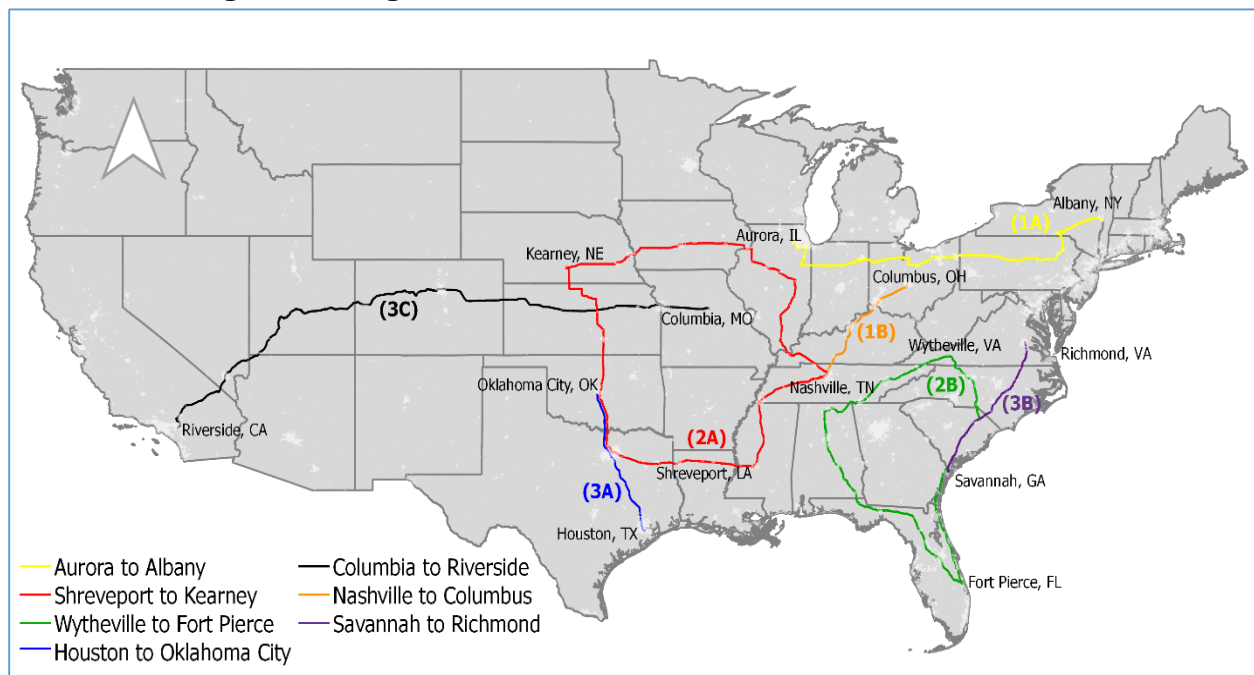 Albany, NY
(1A)
Aurora, IL
Kearney, NE
Columbus, OH
(3C)
Columbia, MO
(1B)
Wytheville, VA
Richmond, VA
Oklahoma City, OK
Nashville, TN
(2B)
(3B)
Riverside, CA
(2A)
Shreveport, LA
Savannah, GA
(3A)
Houston, TX
Fort Pierce, FL
Aurora to Albany
Shreveport to Kearney
Wytheville to Fort Pierce
Houston to Oklahoma City
Columbia to Riverside
Nashville to Columbus
Savannah to Richmond